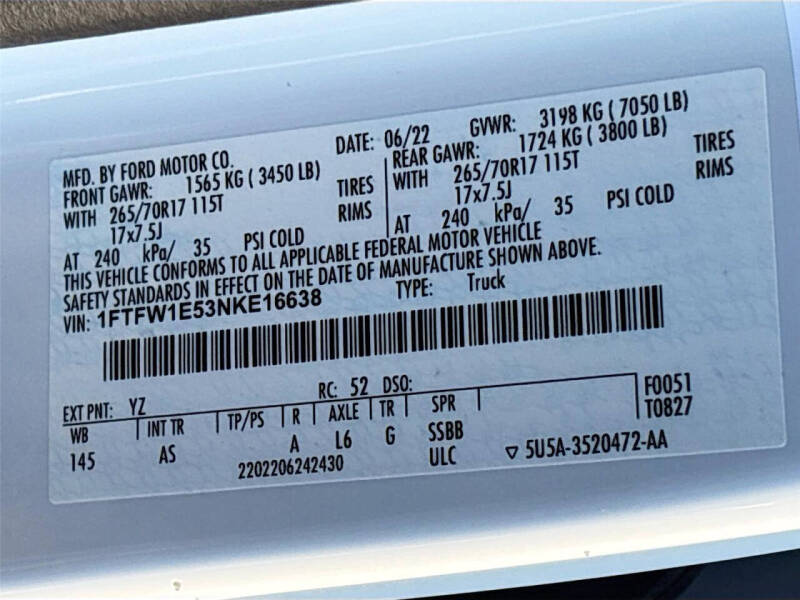 MFD. BY FORD MOTOR CO. DATE: 06/22 GVWR: 3198 KG ( 7050 LB)
FRONT GAWR: 1565 KG ( 3450 LB) REAR GAWR: 1724 KG ( 3800 LB)
WITH 265/70R17 115T TIRES WITH 265/70R17 115T TIRES
17x7.5J RIMS 17x7.5J RIMS
AT 240 kPa/ 35 PSI COLD AT 240 kPa/ 35 PSI COLD
THIS VEHICLE CONFORMS TO ALL APPLICABLE FEDERAL MOTOR VEHICLE
SAFETY STANDARDS IN EFFECT ON THE DATE OF MANUFACTURE SHOWN ABOVE.
VIN: 1FTFW1E53NKE16638 TYPE: Truck
EXT PNT: YZ RC: 52 DSO: F0051
WB INT TR TP/PS R AXLE TR SPR T0827
145 AS A L6 G SSBB
2202206242430 ULC 5U5A-3520472-AA